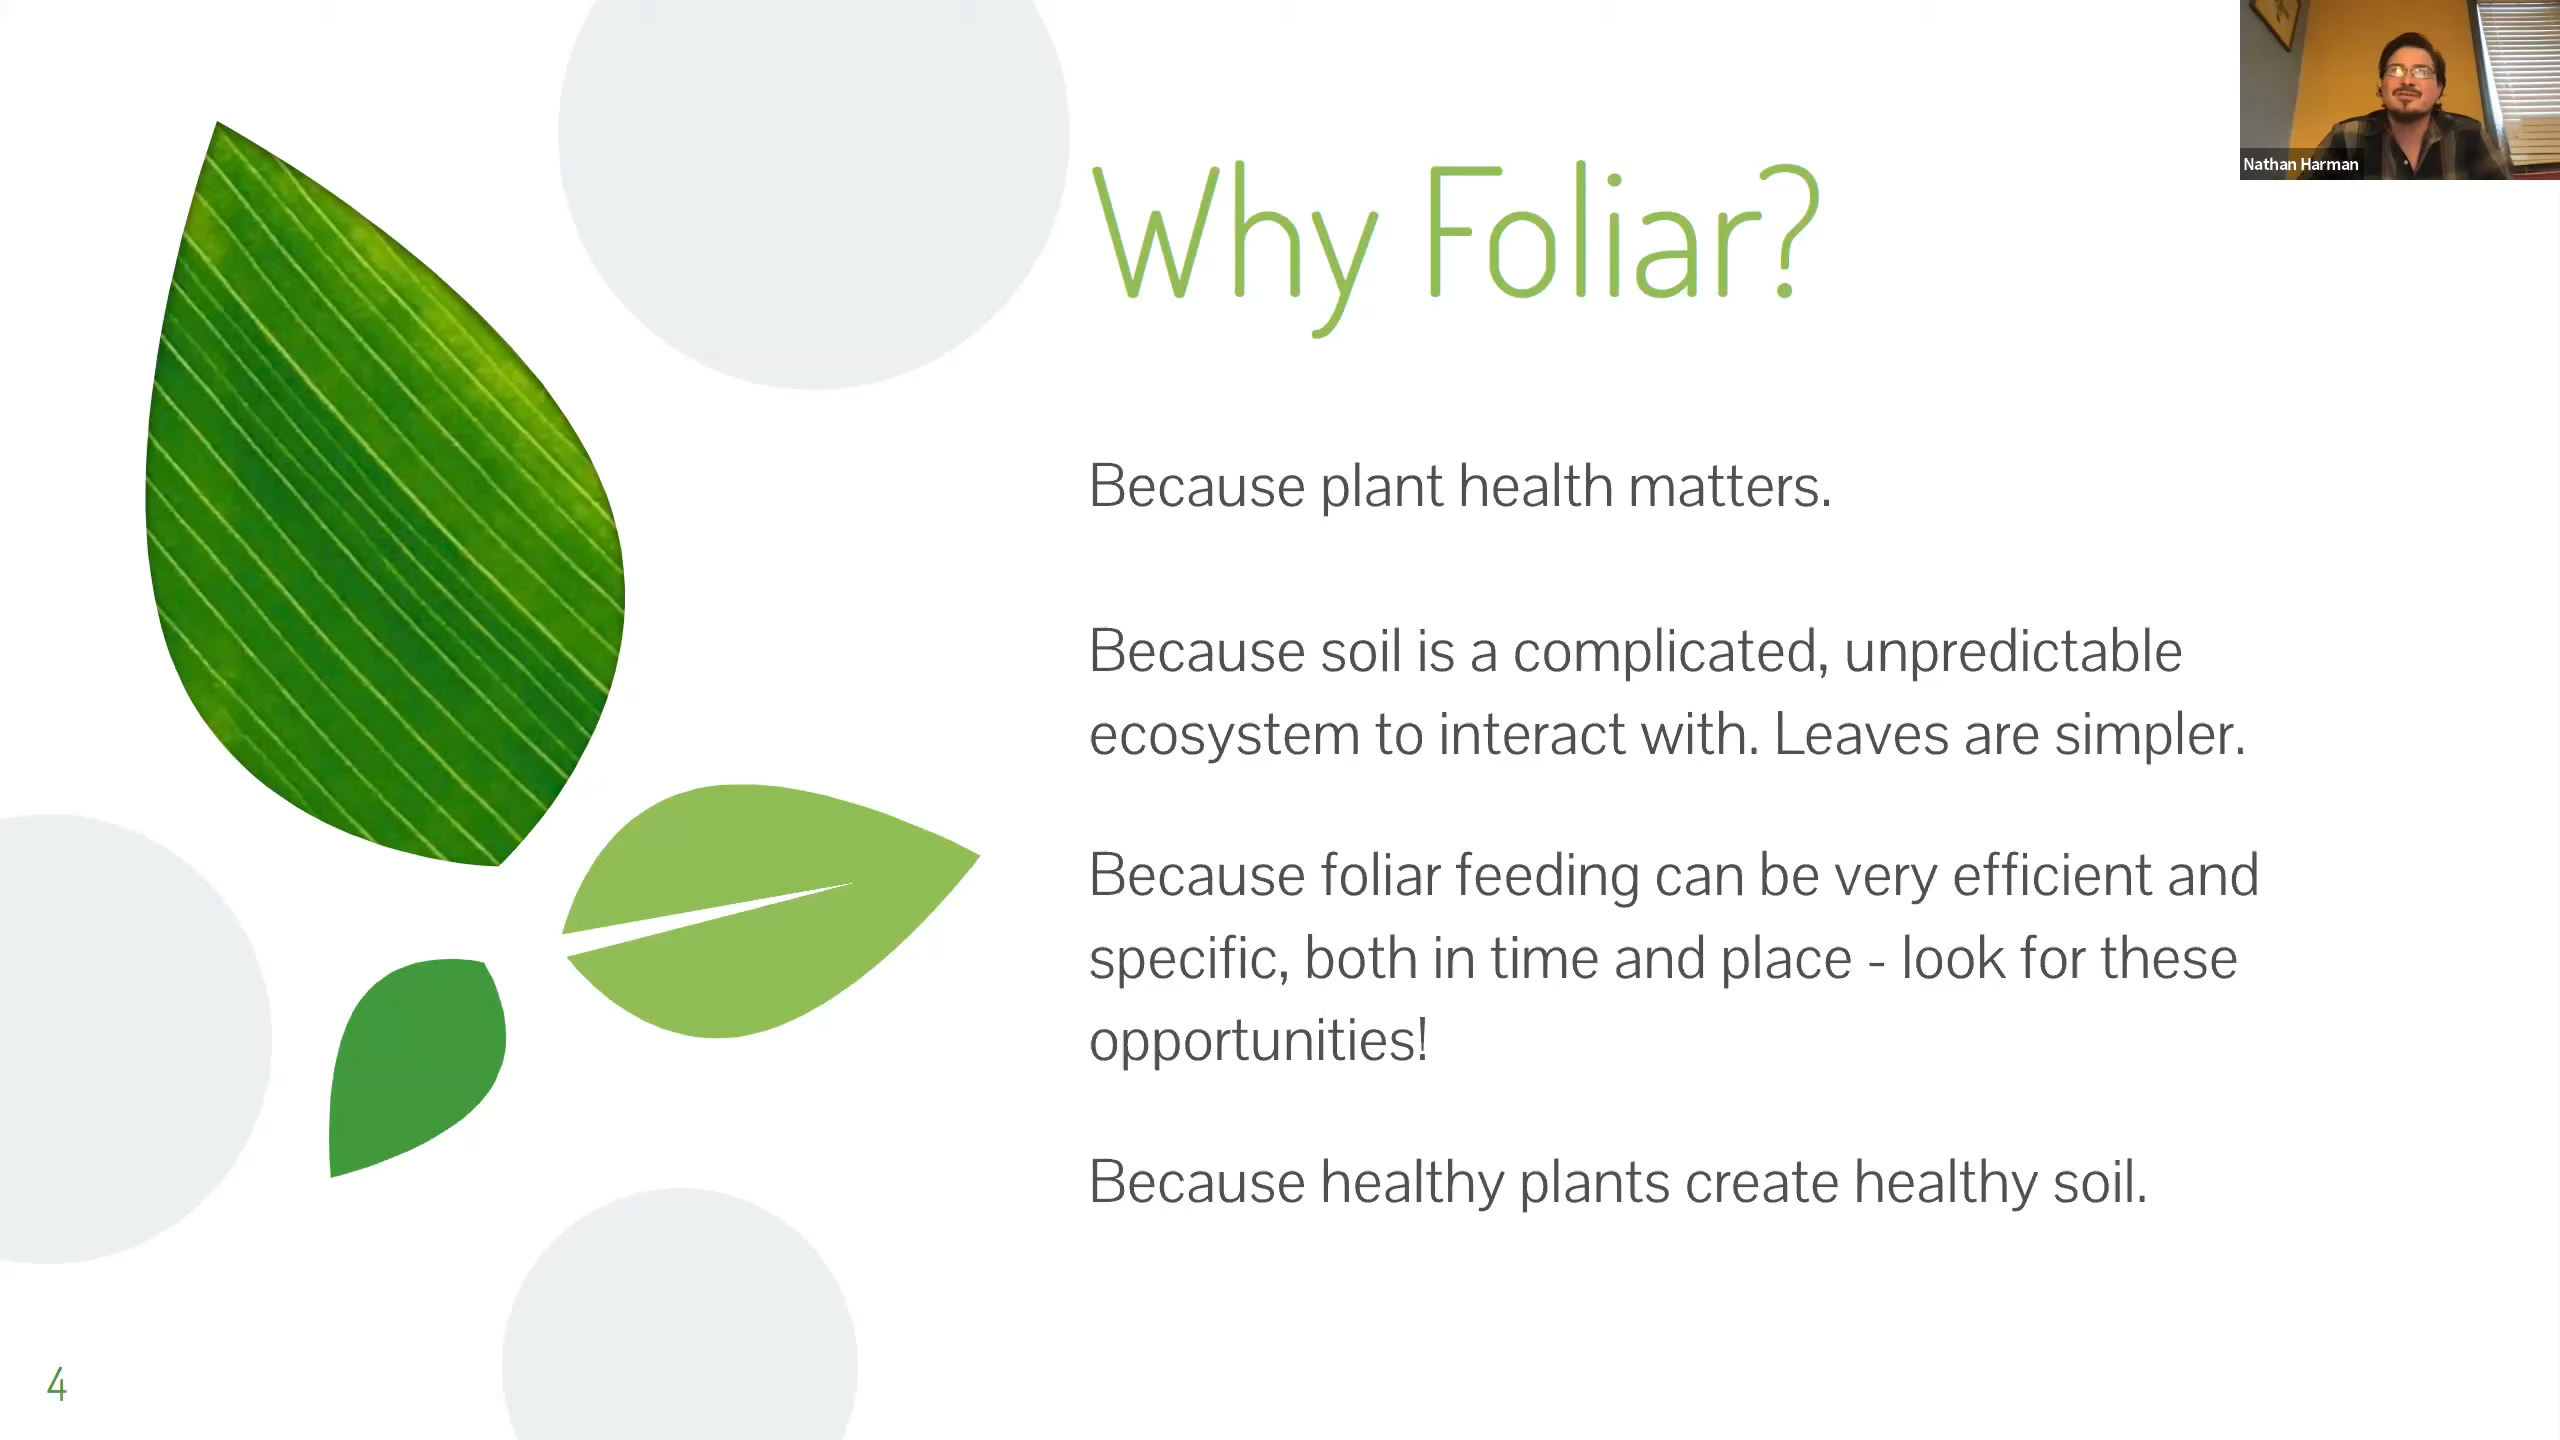 Nathan Harman
Why Foliar?
Because plant health matters.
Because soil is a complicated, unpredictable
ecosystem to interact with. Leaves are simpler.
Because foliar feeding can be very efficient and
specific, both in time and place - look for these
opportunities!
Because healthy plants create healthy soil.
4